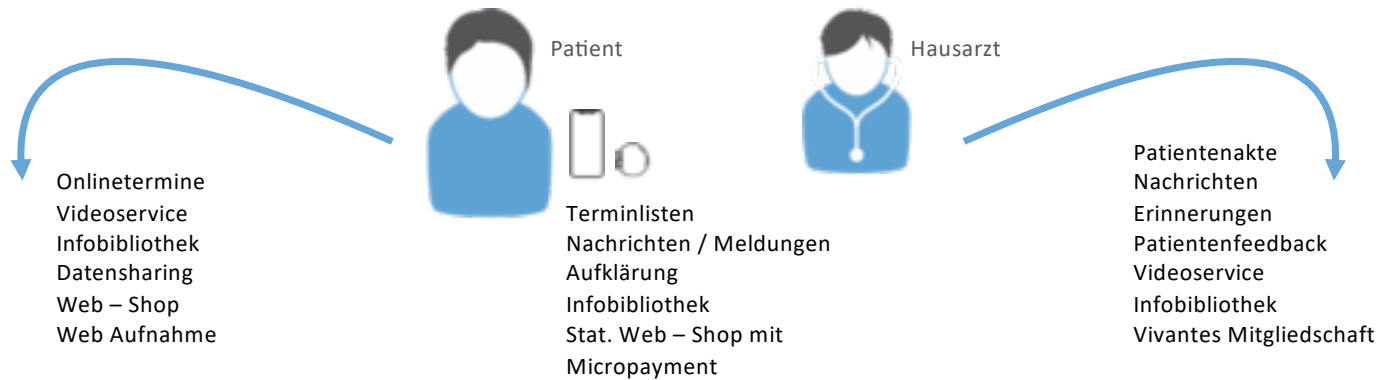 Patient
Hausarzt
Onlinetermine
Videoservice
Infobibliothek
Datensharing
Web – Shop
Web Aufnahme
Terminlisten
Nachrichten / Meldungen
Aufklärung
Infobibliothek
Stat. Web – Shop mit
Micropayment
Patientenakte
Nachrichten
Erinnerungen
Patientenfeedback
Videoservice
Infobibliothek
Vivantes Mitgliedschaft